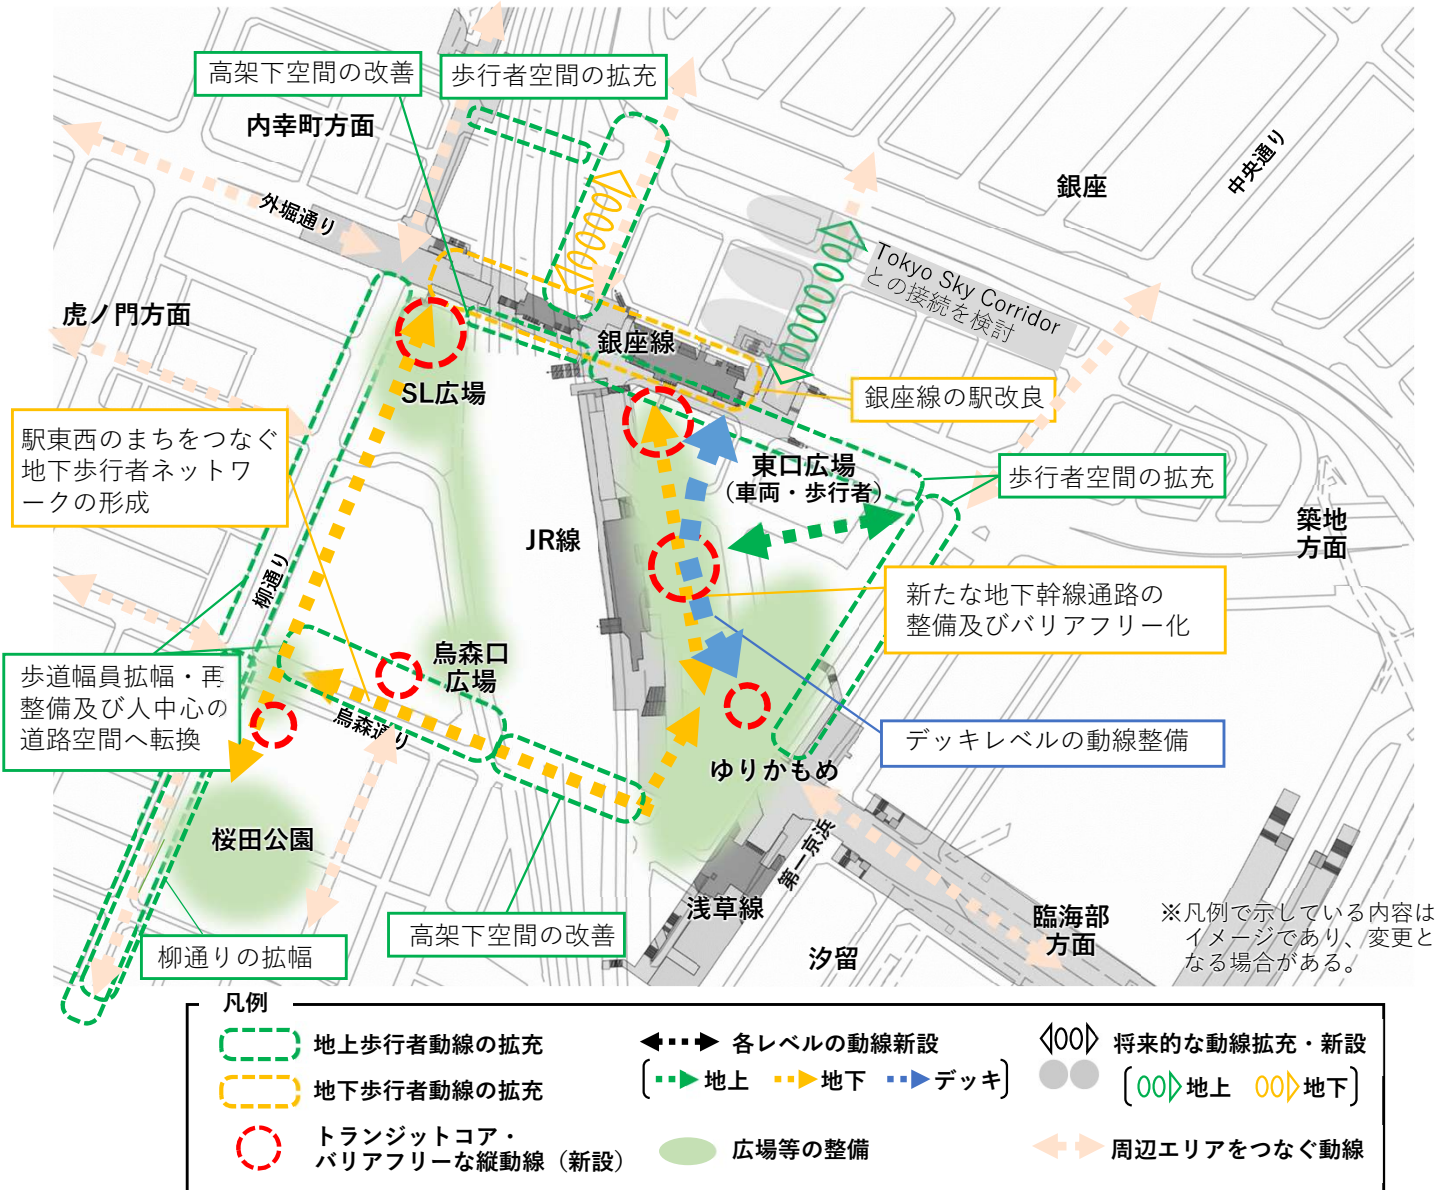 高架下空間の改善
歩行者空間の拡充
内幸町方面
外堀通り
銀座
中央通り
Tokyo Sky Corridor
との接続を検討
虎ノ門方面
銀座線
SL広場
銀座線の駅改良
駅東西のまちをつなぐ
地下歩行者ネットワ
ークの形成
東口広場
（車両・歩行者）
歩行者空間の拡充
JR線
築地
方面
柳通り
新たな地下幹線通路の
整備及びバリアフリー化
烏森口
広場
歩道幅員拡幅・再
整備及び人中心の
道路空間へ転換
烏森通り
デッキレベルの動線整備
ゆりかもめ
桜田公園
第一京浜
浅草線
臨海部
方面
高架下空間の改善
柳通りの拡幅
汐留
※凡例で示している内容は
イメージであり、変更と
なる場合がある。
凡例
地上歩行者動線の拡充
各レベルの動線新設
将来的な動線拡充・新設
地下歩行者動線の拡充
地上 地下 デッキ
地上 地下
トランジットコア・
バリアフリーな縦動線（新設）
広場等の整備
周辺エリアをつなぐ動線